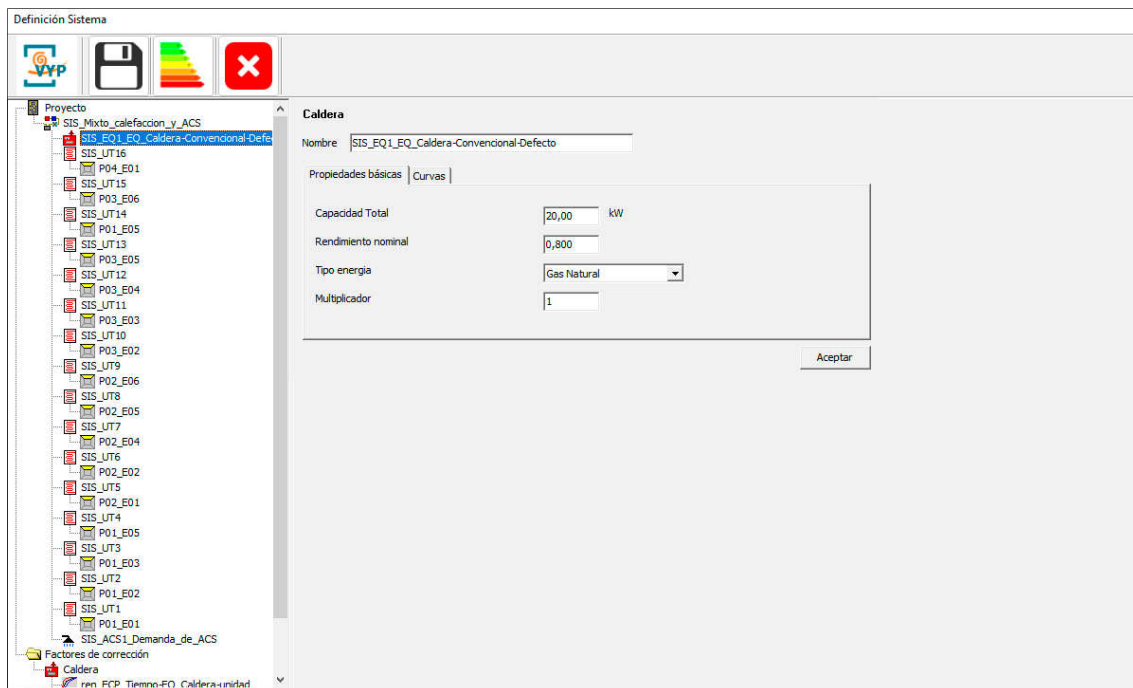 Definición Sistema
VYP
Proyecto
SIS_Mixto_calefaccion_y_ACS
SIS_EQ1_EQ_Caldera-Convencional-Defe
SIS_UT16
P04_E01
SIS_UT15
P03_E06
SIS_UT14
P01_E05
SIS_UT13
P03_E05
SIS_UT12
P03_E04
SIS_UT11
P03_E03
SIS_UT10
P03_E02
SIS_UT9
P02_E06
SIS_UT8
P02_E05
SIS_UT7
P02_E04
SIS_UT6
P02_E02
SIS_UT5
P02_E01
SIS_UT4
P01_E05
SIS_UT3
P01_E03
SIS_UT2
P01_E02
SIS_UT1
P01_E01
SIS_ACS1_Demanda_de_ACS
Factores de corrección
Caldera
ren_FCP_Tiempo-EQ_Caldera-unidad
Caldera
Nombre SIS_EQ1_EQ_Caldera-Convencional-Defecto
Propiedades básicas Curvas
Capacidad Total 20,00 kW
Rendimiento nominal 0,800
Tipo energia Gas Natural
Multiplicador 1
Aceptar